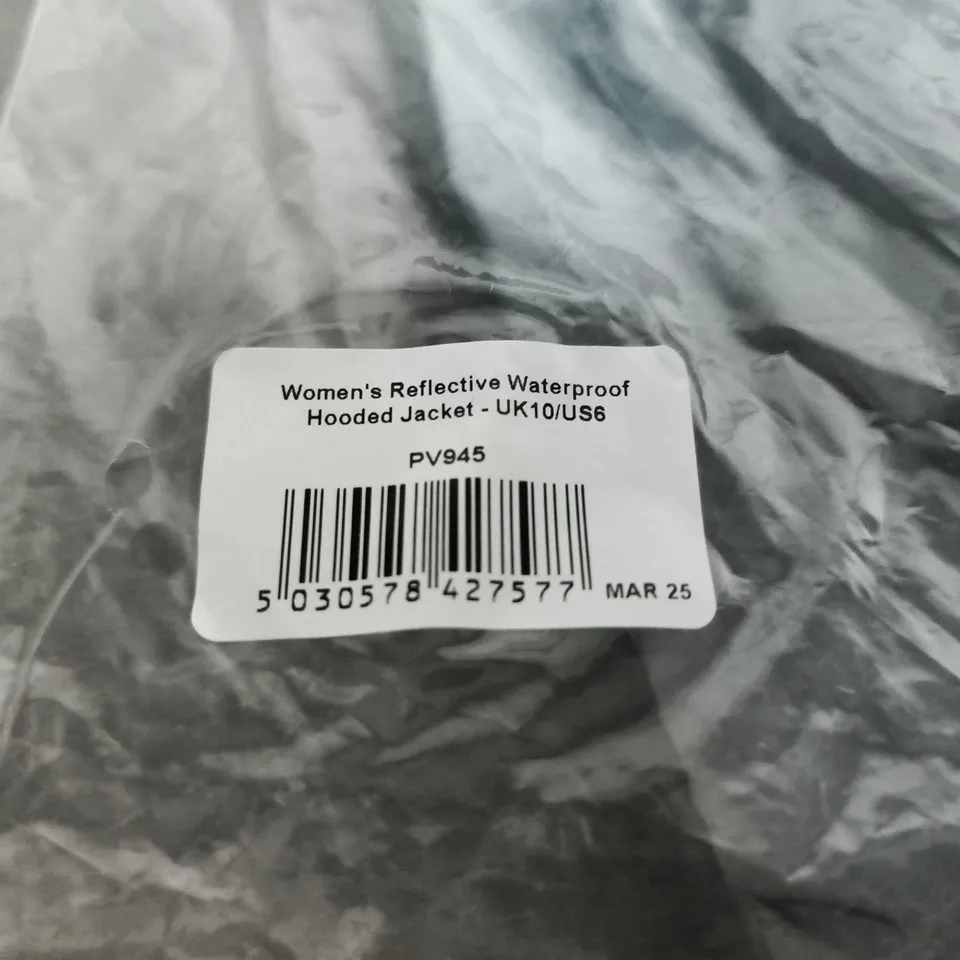 Women's Reflective Waterproof
Hooded Jacket - UK10/US6
PV945
5 030578 427577 MAR 25